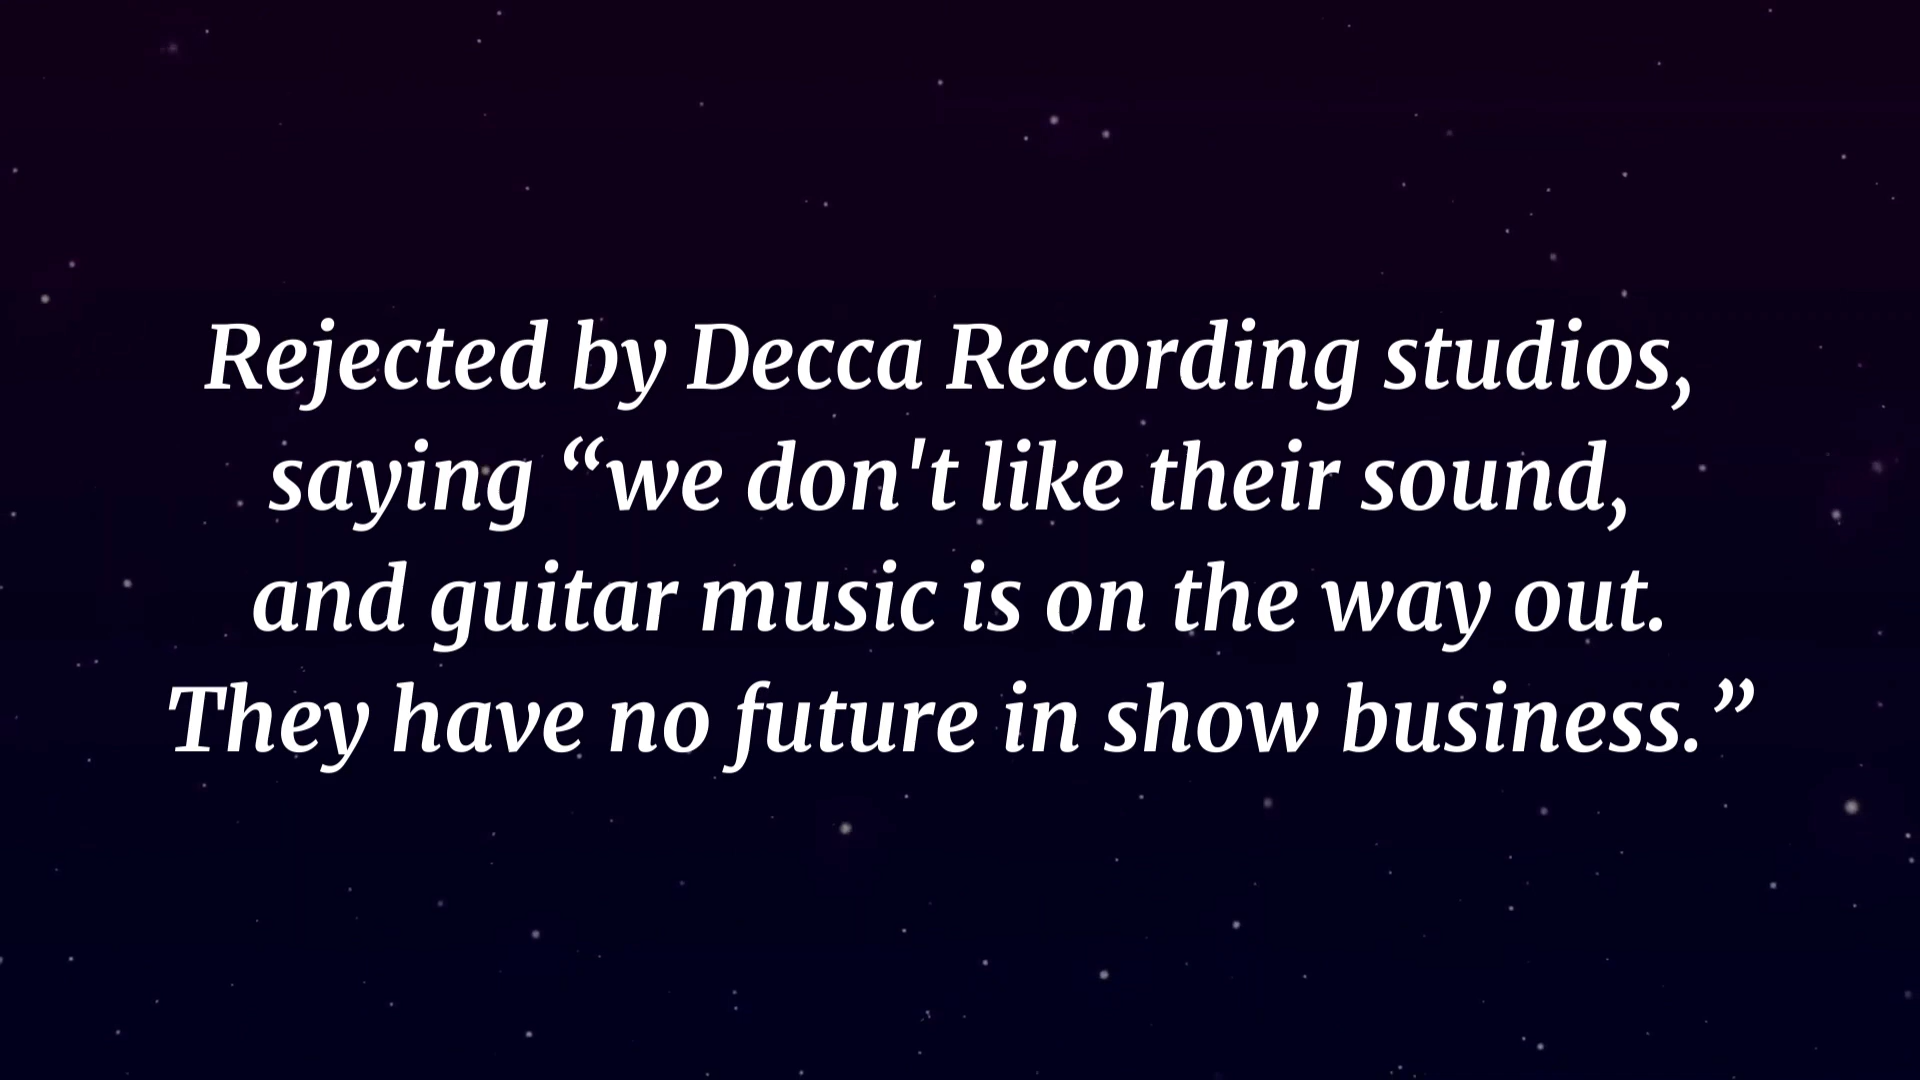 Rejected by Decca Recording studios,
saying “we don't like their sound,
and guitar music is on the way out.
They have no future in show business.”